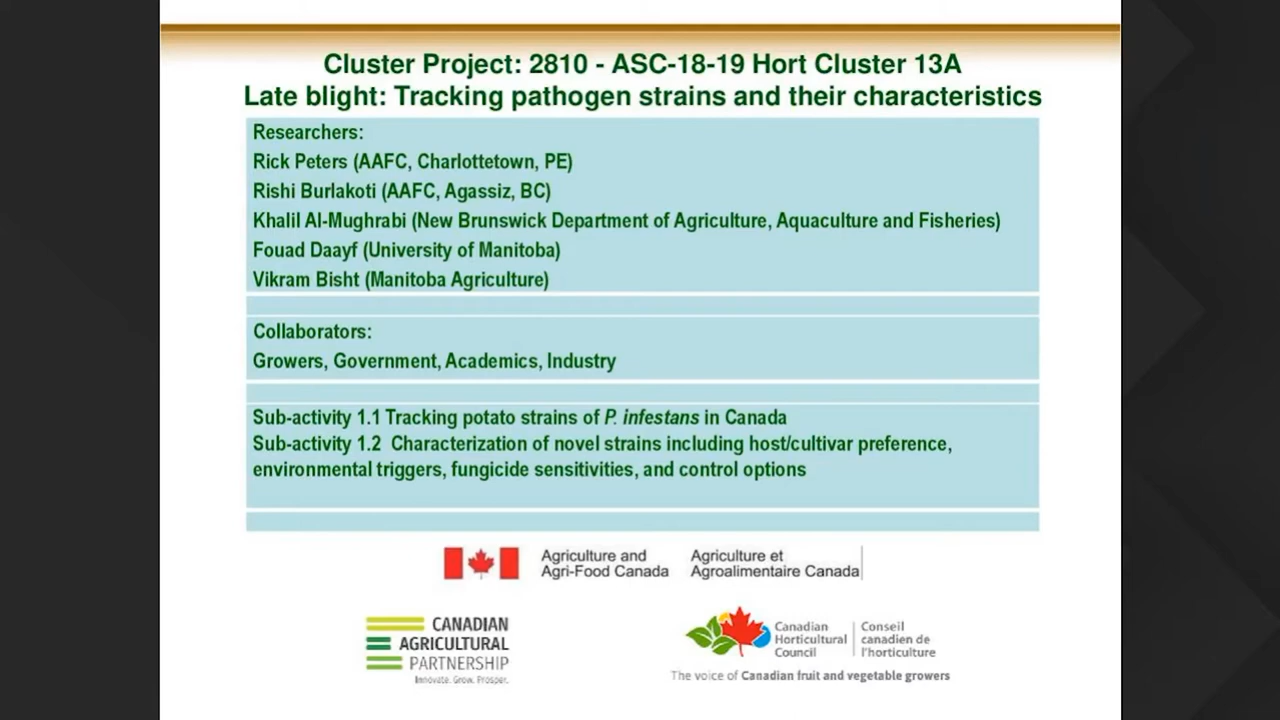 Cluster Project: 2810 - ASC-18-19 Hort Cluster 13A
Late blight: Tracking pathogen strains and their characteristics
Researchers:
Rick Peters (AAFC, Charlottetown, PE)
Rishi Burlakoti (AAFC, Agassiz, BC)
Khalil Al-Mughrabi (New Brunswick Department of Agriculture, Aquaculture and Fisheries)
Fouad Daayf (University of Manitoba)
Vikram Bisht (Manitoba Agriculture)
Collaborators:
Growers, Government, Academics, Industry
Sub-activity 1.1 Tracking potato strains of P. infestans in Canada
Sub-activity 1.2 Characterization of novel strains including host/cultivar preference,
environmental triggers, fungicide sensitivities, and control options
Agriculture and
Agri-Food Canada
Agriculture et
Agroalimentaire Canada
CANADIAN
AGRICULTURAL
PARTNERSHIP
Innovate. Grow. Prosper.
Canadian
Horticultural
Council
Conseil
canadien de
l'horticulture
The voice of Canadian fruit and vegetable growers